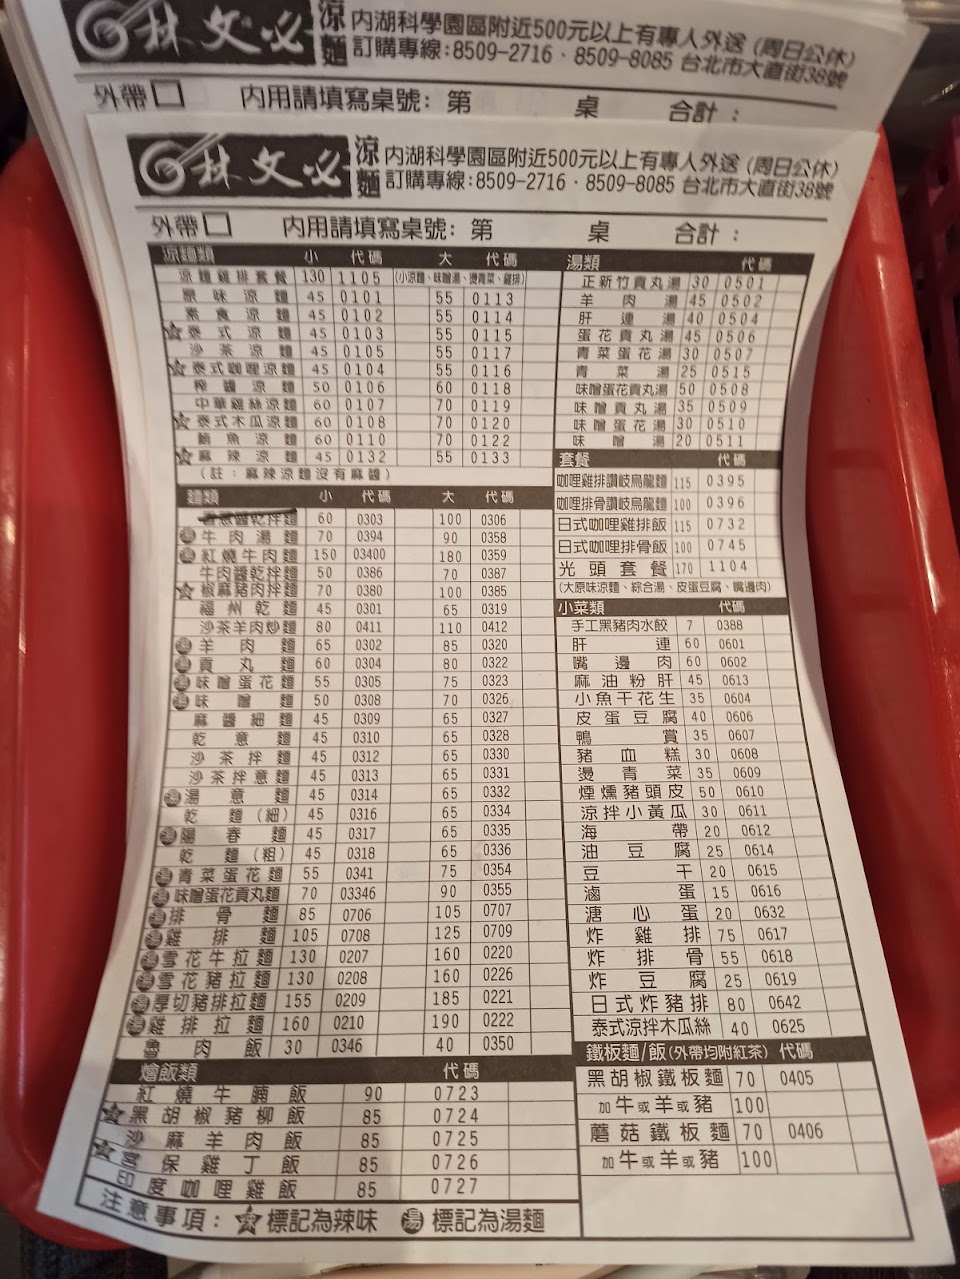 林文必 涼麵 內湖科學園區附近500元以上有專人外送 (周日公休)
訂購專線:8509-2716・8509-8085 台北市大直街38號
外帶□ 內用請填寫桌號: 第 桌 合計:
林文必 涼麵 內湖科學園區附近500元以上有專人外送 (周日公休)
訂購專線:8509-2716・8509-8085 台北市大直街38號
外帶□ 內用請填寫桌號: 第 桌 合計:
涼麵類 小 代碼 大 代碼
涼麵雞排套餐 130 1105 (小涼麵、味噌湯、燙青菜、雞排)
原味涼麵 45 0101 55 0113
素食涼麵 45 0102 55 0114
泰式涼麵 45 0103 55 0115
沙茶涼麵 45 0105 55 0117
泰式咖哩涼麵 45 0104 55 0116
榨醬涼麵 50 0106 60 0118
中華雞絲涼麵 60 0107 70 0119
泰式木瓜涼麵 60 0108 70 0120
鮪魚涼麵 60 0110 70 0122
麻辣涼麵 45 0132 55 0133
(註:麻辣涼麵沒有麻醬)
麵類 小 代碼 大 代碼
醬乾拌麵 60 0303 100 0306
湯 牛肉湯麵 70 0394 90 0358
湯 紅燒牛肉麵 150 03400 180 0359
牛肉醬乾拌麵 50 0386 70 0387
椒麻豬肉拌麵 70 0380 100 0385
福州乾麵 45 0301 65 0319
沙茶羊肉炒麵 80 0411 110 0412
湯 羊肉麵 65 0302 85 0320
湯 貢丸麵 60 0304 80 0322
湯 味噌蛋花麵 55 0305 75 0323
湯 味噌麵 50 0308 70 0326
麻醬細麵 45 0309 65 0327
乾意麵 45 0310 65 0328
沙茶拌麵 45 0312 65 0330
沙茶拌意麵 45 0313 65 0331
湯 湯意麵 45 0314 65 0332
乾麵(細) 45 0316 65 0334
湯 陽春麵 45 0317 65 0335
乾麵(粗) 45 0318 65 0336
湯 青菜蛋花麵 55 0341 75 0354
湯 味噌蛋花貢丸麵 70 03346 90 0355
湯 排骨麵 85 0706 105 0707
湯 雞排麵 105 0708 125 0709
湯 雪花牛拉麵 130 0207 160 0220
湯 雪花豬拉麵 130 0208 160 0226
湯 厚切豬排拉麵 155 0209 185 0221
湯 雞排拉麵 160 0210 190 0222
魯肉飯 30 0346 40 0350
燴飯類 代碼
紅燒牛腩飯 90 0723
黑胡椒豬柳飯 85 0724
沙麻羊肉飯 85 0725
宮保雞丁飯 85 0726
印度咖哩雞飯 85 0727
湯類 代碼
正新竹貢丸湯 30 0501
羊肉湯 45 0502
肝連湯 40 0504
蛋花貢丸湯 45 0506
青菜蛋花湯 30 0507
青菜湯 25 0515
味噌蛋花貢丸湯 50 0508
味噌貢丸湯 35 0509
味噌蛋花湯 30 0510
味噌湯 20 0511
套餐 代碼
咖哩雞排讚岐烏龍麵 115 0395
咖哩排骨讚岐烏龍麵 100 0396
日式咖哩雞排飯 115 0732
日式咖哩排骨飯 100 0745
光頭套餐 170 1104
(大原味涼麵、綜合湯、皮蛋豆腐、嘴邊肉)
小菜類 代碼
手工黑豬肉水餃 7 0388
肝連 60 0601
嘴邊肉 60 0602
麻油粉肝 45 0613
小魚干花生 35 0604
皮蛋豆腐 40 0606
鴨賞 35 0607
豬血糕 30 0608
燙青菜 35 0609
煙燻豬頭皮 50 0610
涼拌小黃瓜 30 0611
海帶 20 0612
油豆腐 25 0614
豆干 20 0615
滷蛋 15 0616
溏心蛋 20 0632
炸雞排 75 0617
炸排骨 55 0618
炸豆腐 25 0619
日式炸豬排 80 0642
泰式涼拌木瓜絲 40 0625
鐵板麵/飯(外帶均附紅茶) 代碼
黑胡椒鐵板麵 70 0405
加牛或羊或豬 100
蘑菇鐵板麵 70 0406
加牛或羊或豬 100
注意事項: 標記為辣味 湯 標記為湯麵